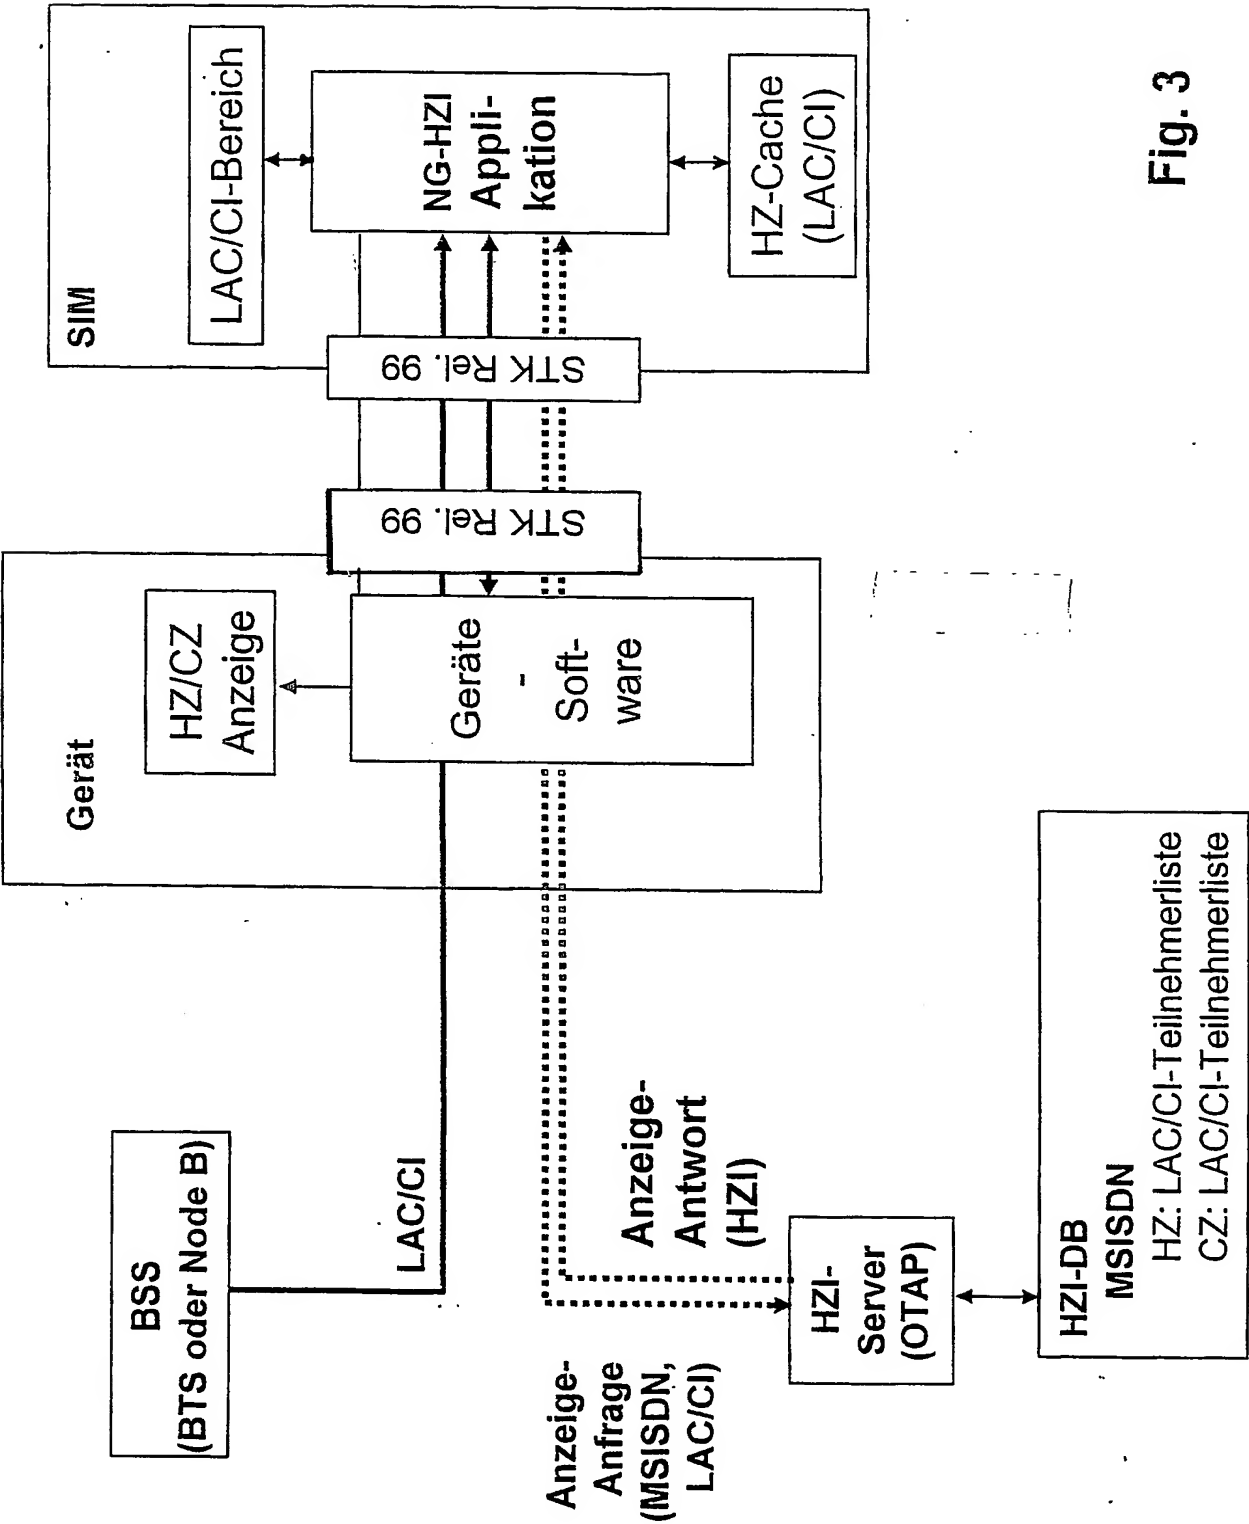 BSS
(BTS oder Node B)
LAC/CI
Anzeige-
Anfrage
(MSISDN,
LAC/CI)
Anzeige-
Antwort
(HZI)
HZI-
Server
(OTAP)
HZI-DB
MSISDN
HZ: LAC/CI-Teilnehmerliste
CZ: LAC/CI-Teilnehmerliste
Gerät
HZ/CZ
Anzeige
Geräte
-
Soft-
ware
STK Rel. 99
STK Rel. 99
SIM
LAC/CI-Bereich
NG-HZI
Appli-
kation
HZ-Cache
(LAC/CI)
Fig. 3